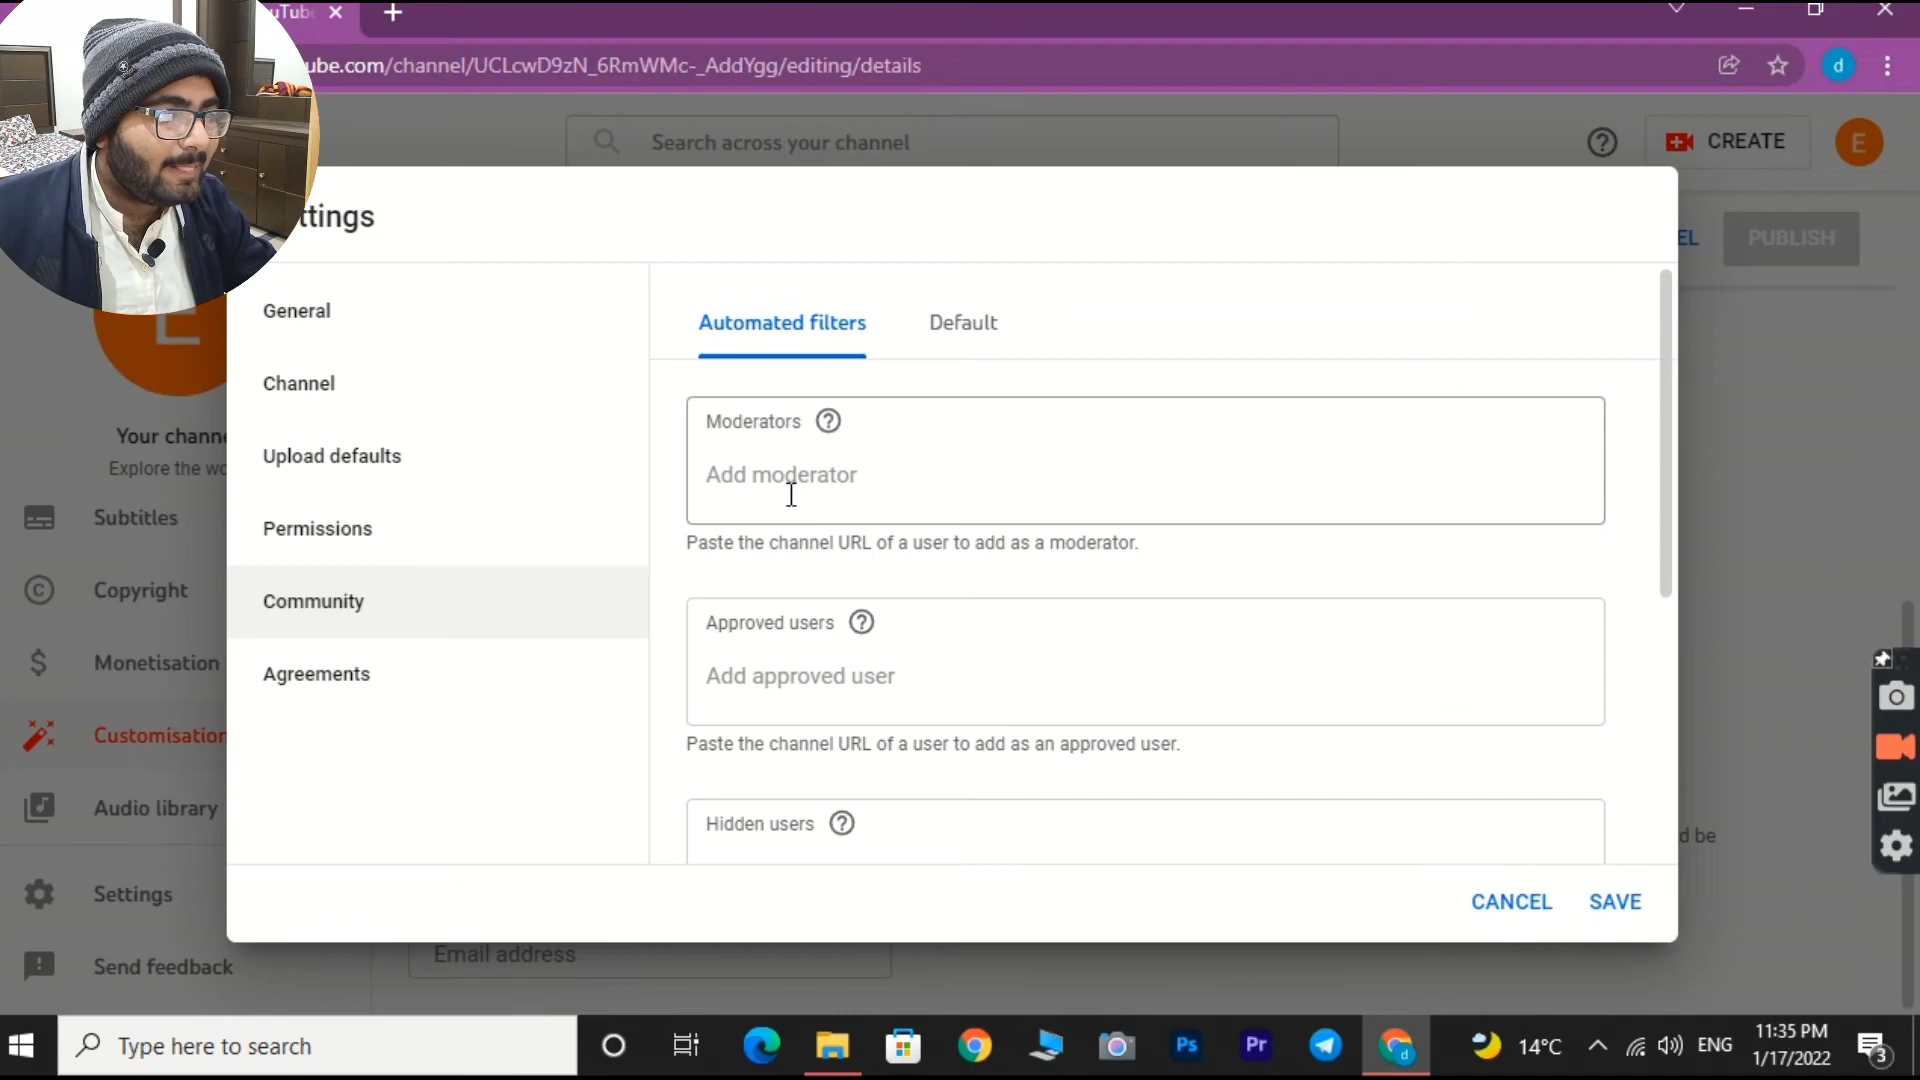 ube.com/channel/UCLcwD9zN_6RmWMc-_AddYgg/editing/details
d
Search across your channel
CREATE
E
ttings
EL
PUBLISH
General
Channel
Upload defaults
Permissions
Community
Agreements
Automated filters
Default
Moderators
Add moderator
Paste the channel URL of a user to add as a moderator.
Approved users
Add approved user
Paste the channel URL of a user to add as an approved user.
Hidden users
CANCEL
SAVE
Your chann
Explore the w
Subtitles
Copyright
Monetisation
Customisation
Audio library
Settings
Send feedback
Email address
d be
Type here to search
Ps
Pr
d
14°C
ENG
11:35 PM
1/17/2022
3